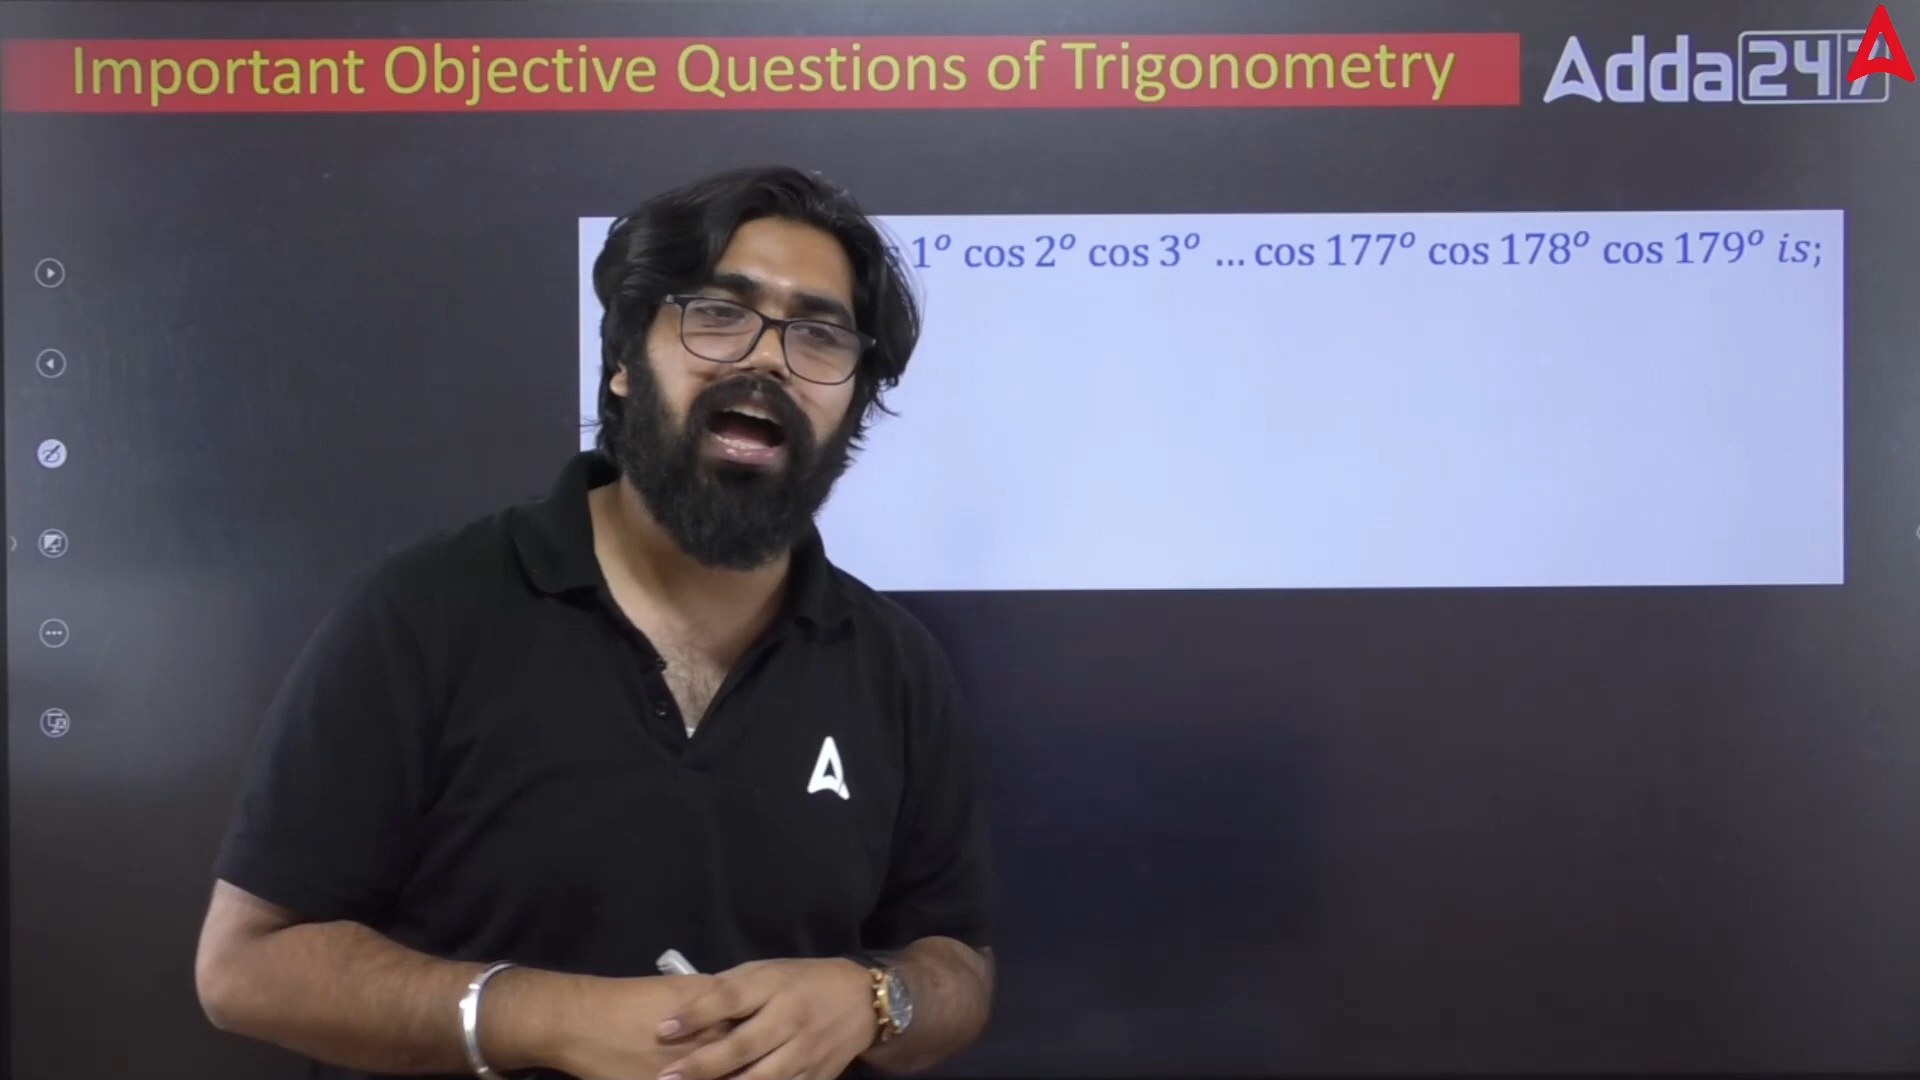 Important Objective Questions of Trigonometry
Adda247
1° cos 2° cos 3° ... cos 177° cos 178° cos 179° is;